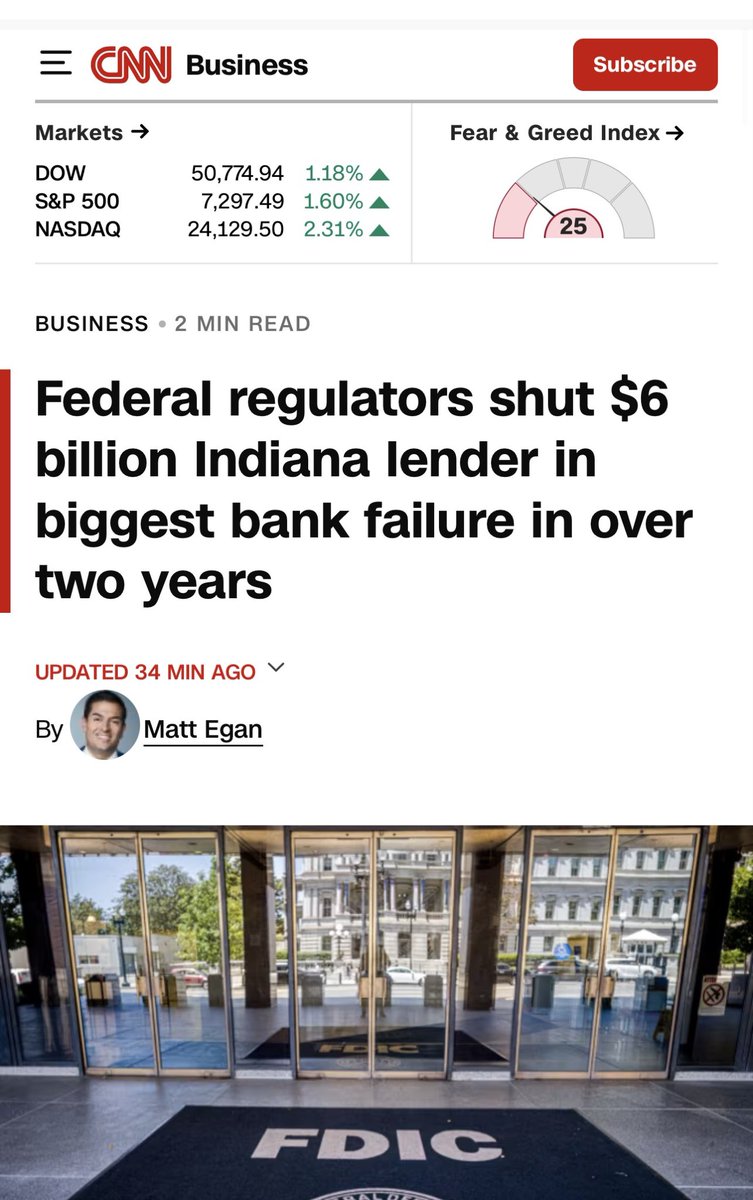 CNN Business
Subscribe
Markets →
DOW 50,774.94 1.18% ▲
S&P 500 7,297.49 1.60% ▲
NASDAQ 24,129.50 2.31% ▲
Fear & Greed Index →
25
BUSINESS • 2 MIN READ
Federal regulators shut $6
billion Indiana lender in
biggest bank failure in over
two years
UPDATED 34 MIN AGO
By Matt Egan
FDIC
FDIC